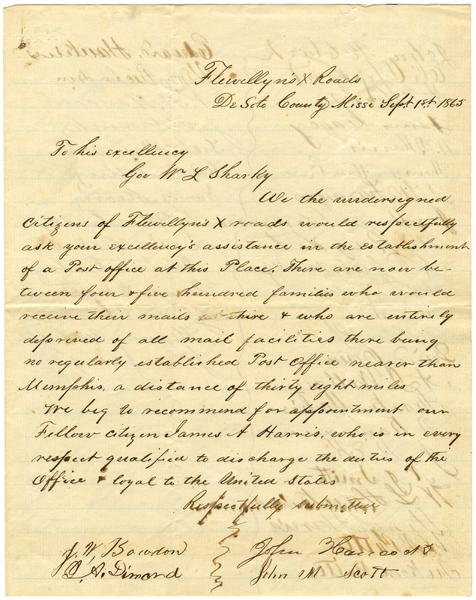 Flewellyn's X Roads
De Soto County Missi Sept 1st 1865
To his excellency
Gov Wm L Sharky
We the undersegned
Citizens of Flewellyn's X roads would respectfully
ask your excellency's assistance in the establishment
of a Post office at this Place. There are now be-
tween four & five hundred families who would
receive their mails here & who are entirely
deprived of all mail facilities there being
no regularly established Post Office nearer than
Memphis, a distance of thirty eight miles
We beg to recommend for appointment our
Fellow Citizen James A Harris, who is in every
respect qualified to discharge the duties of the
Office & loyal to the United States
Respectfully submitted
J. W. Bowdon John Hancock
A. Dimond John M Scott